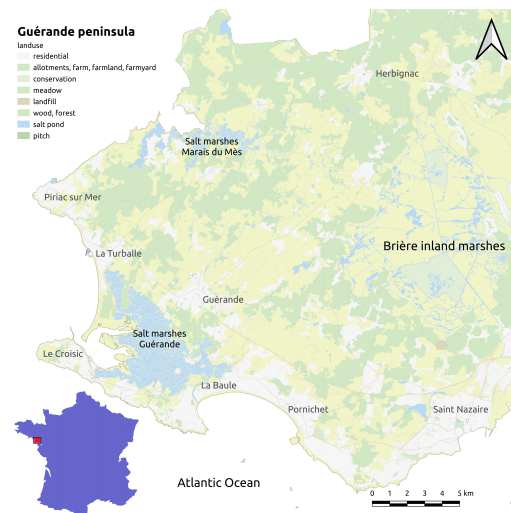 Guérande peninsula
landuse
residential
allotments, farm, farmland, farmyard
conservation
meadow
landfill
wood, forest
salt pond
pitch
Herbignac
Salt marshes
Marais du Mès
Piriac sur Mer
Brière inland marshes
La Turballe
Guérande
Salt marshes
Guérande
Le Croisic
La Baule
Pornichet
Saint Nazaire
Atlantic Ocean
0 1 2 3 4 5 km